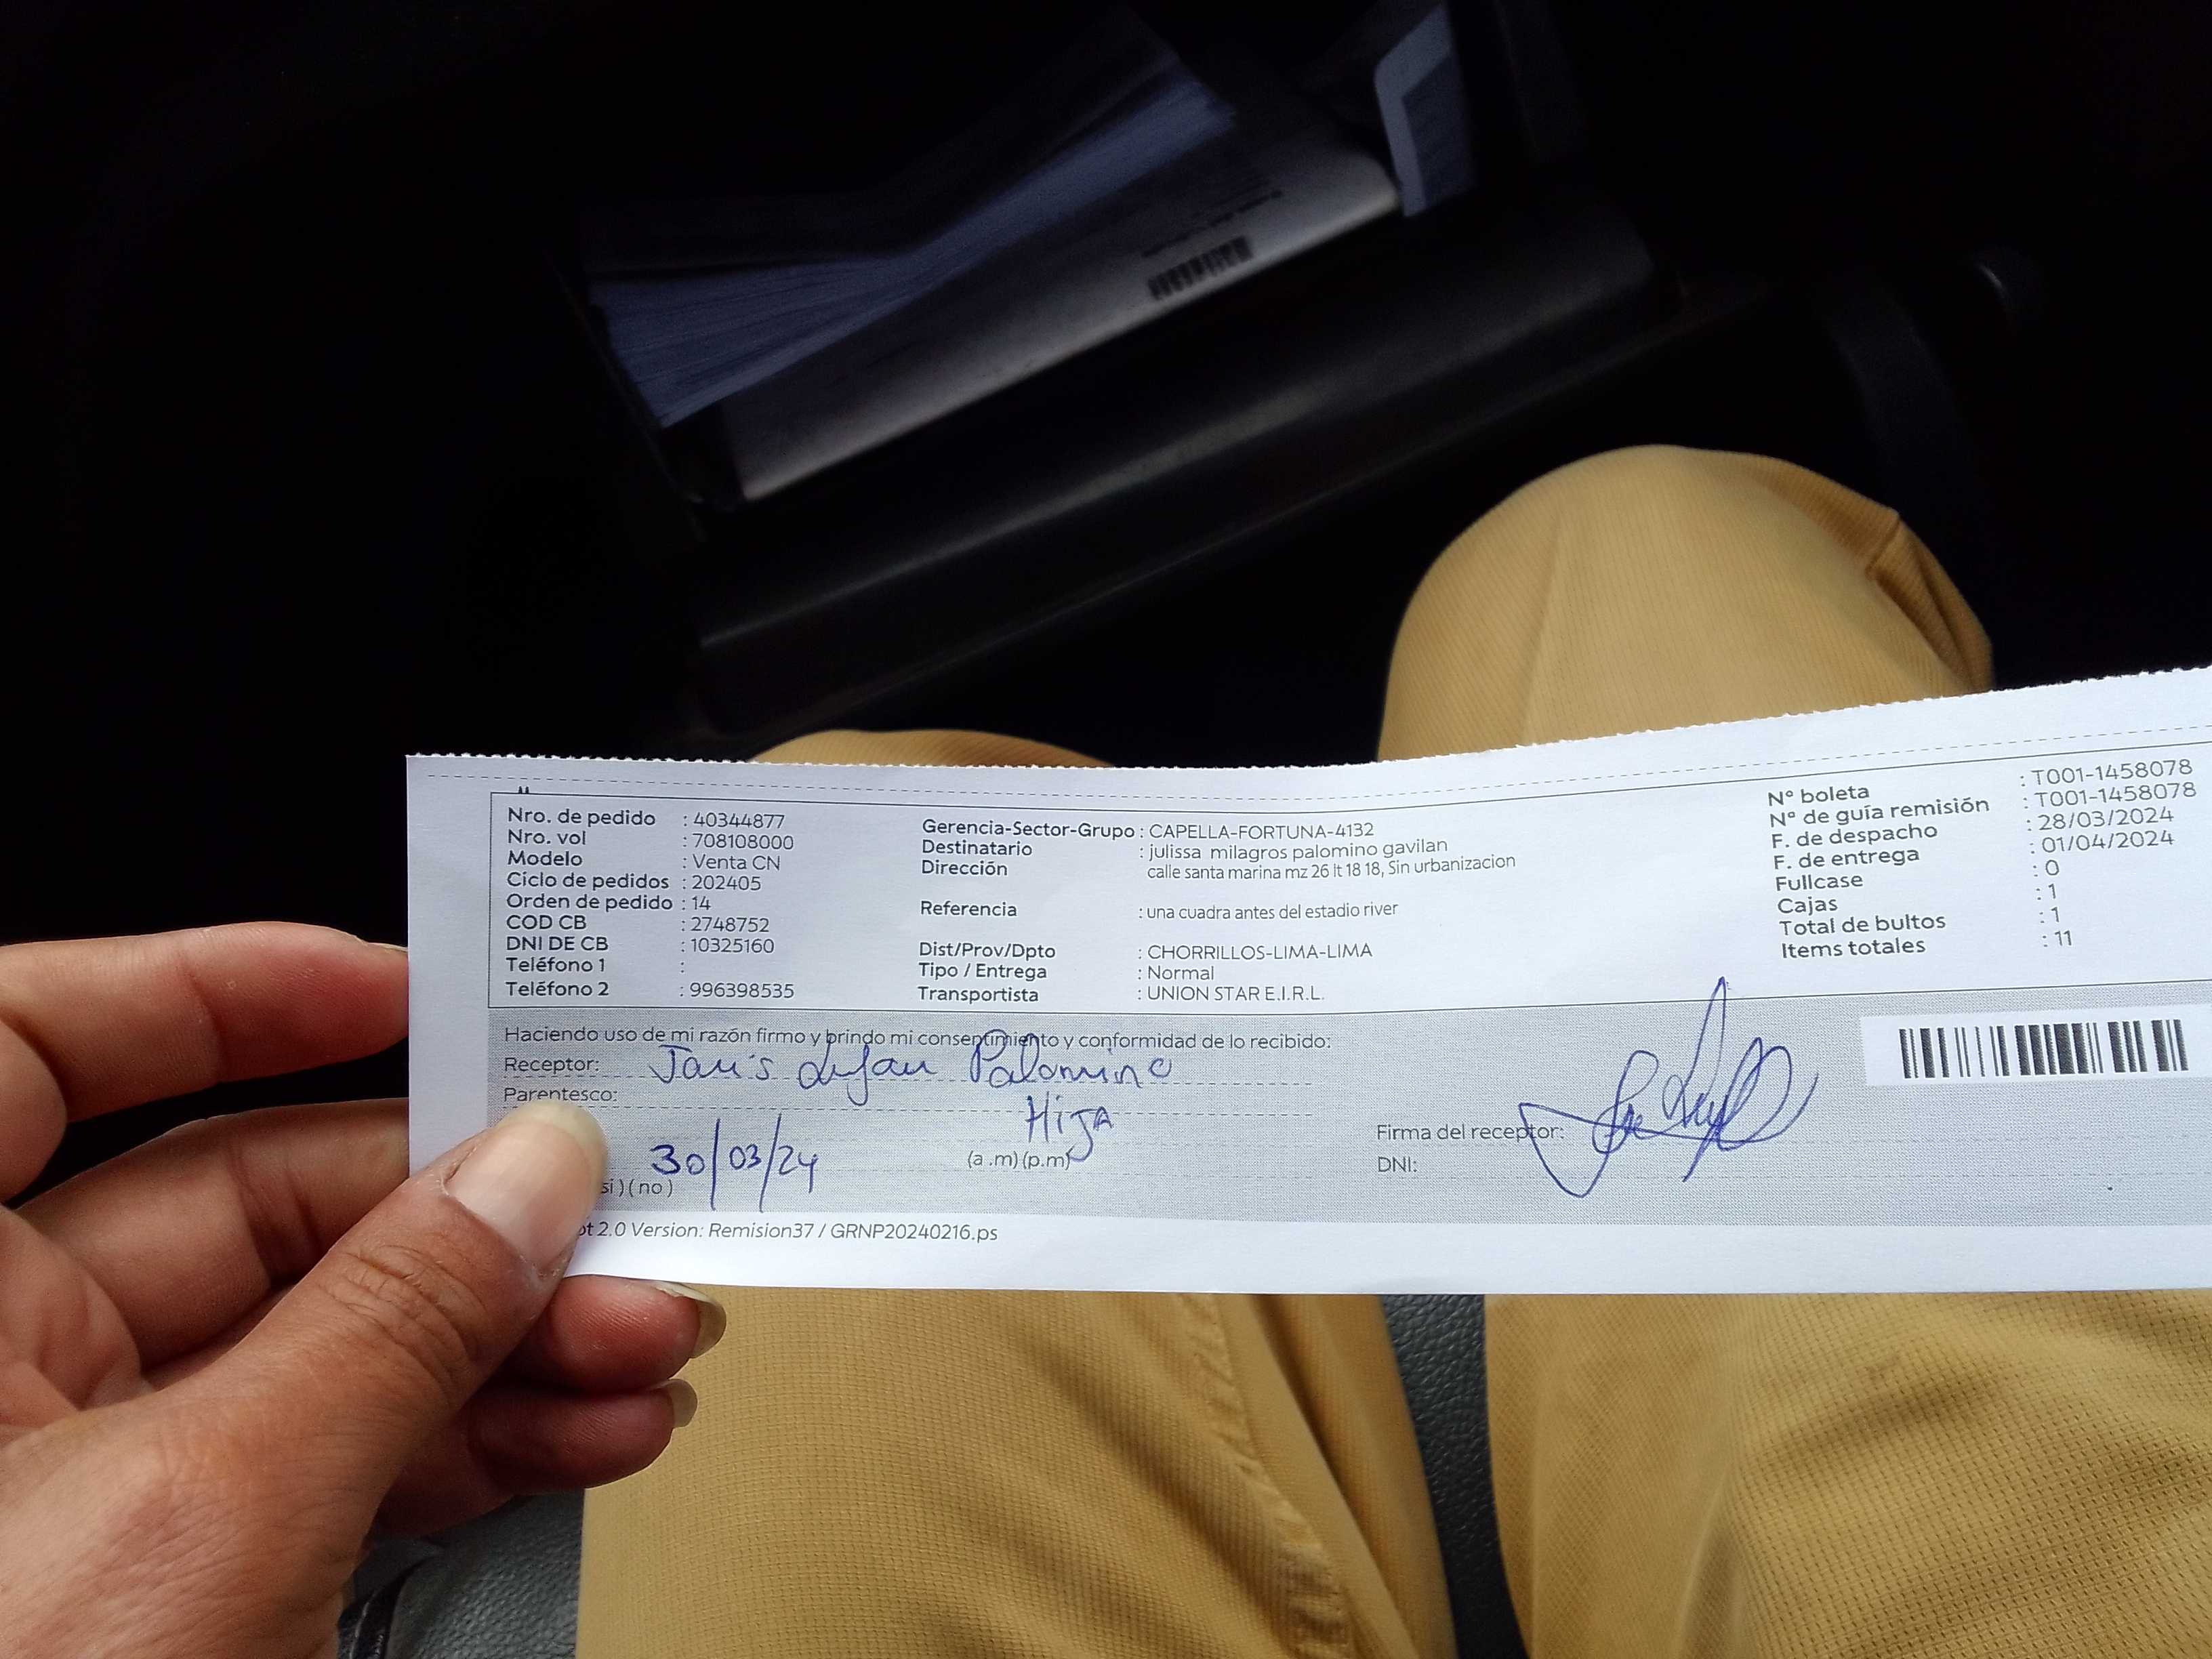 Nro. de pedido : 40344877
Nro. vol : 708108000
Modelo : Venta CN
Ciclo de pedidos : 202405
Orden de pedido : 14
COD CB : 2748752
DNI DE CB : 10325160
Teléfono 1 :
Teléfono 2 : 996398535
Gerencia-Sector-Grupo : CAPELLA-FORTUNA-4132
Destinatario : julissa milagros palomino gavilan
Dirección calle santa marina mz 26 lt 18 18, Sin urbanizacion
Referencia : una cuadra antes del estadio river
Dist/Prov/Dpto : CHORRILLOS-LIMA-LIMA
Tipo / Entrega : Normal
Transportista : UNION STAR E.I.R.L.
N° boleta : T001-1458078
N° de guía remisión : T001-1458078
F. de despacho : 28/03/2024
F. de entrega : 01/04/2024
Fullcase : 0
Cajas : 1
Total de bultos : 1
Items totales : 11
Haciendo uso de mi razón firmo y brindo mi consentimiento y conformidad de lo recibido:
Receptor: Palomino
Parentesco: Hija
30/03/24 (a .m) (p.m)
si ) ( no )
Firma del receptor:
DNI:
2.0 Version: Remision37 / GRNP20240216.ps